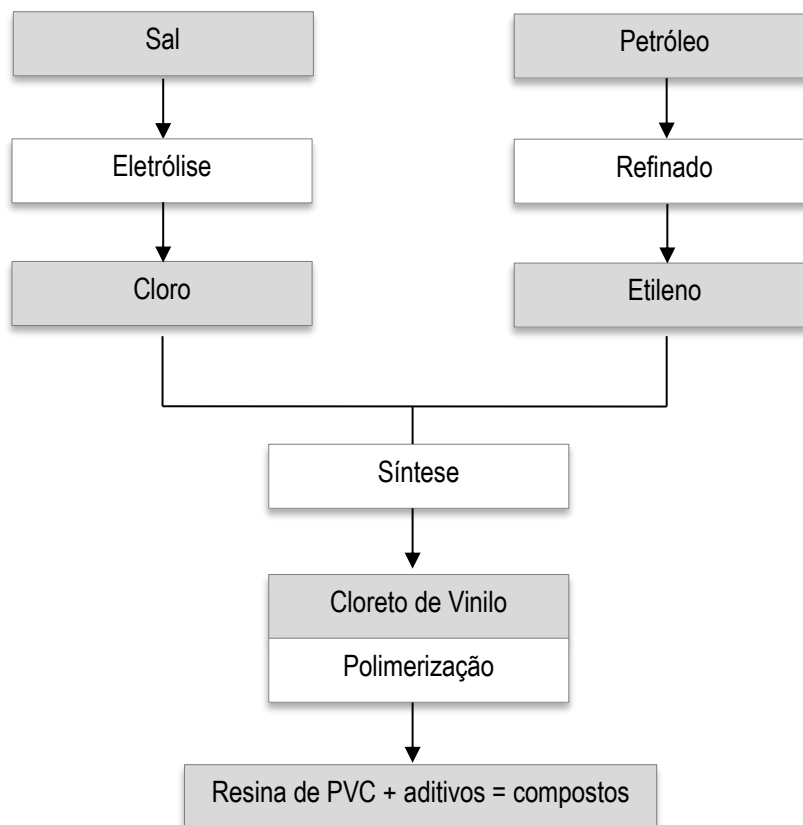 Sal
Petróleo
Eletrólise
Refinado
Cloro
Etileno
Síntese
Cloreto de Vinilo
Polimerização
Resina de PVC + aditivos = compostos